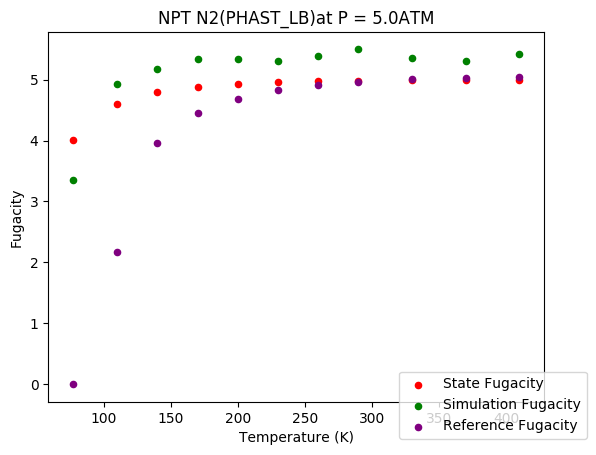 NPT N2(PHAST_LB)at P = 5.0ATM
5
4
3
2
1
0
Fugacity
100 150 200 250 300 350 400
Temperature (K)
State Fugacity
Simulation Fugacity
Reference Fugacity